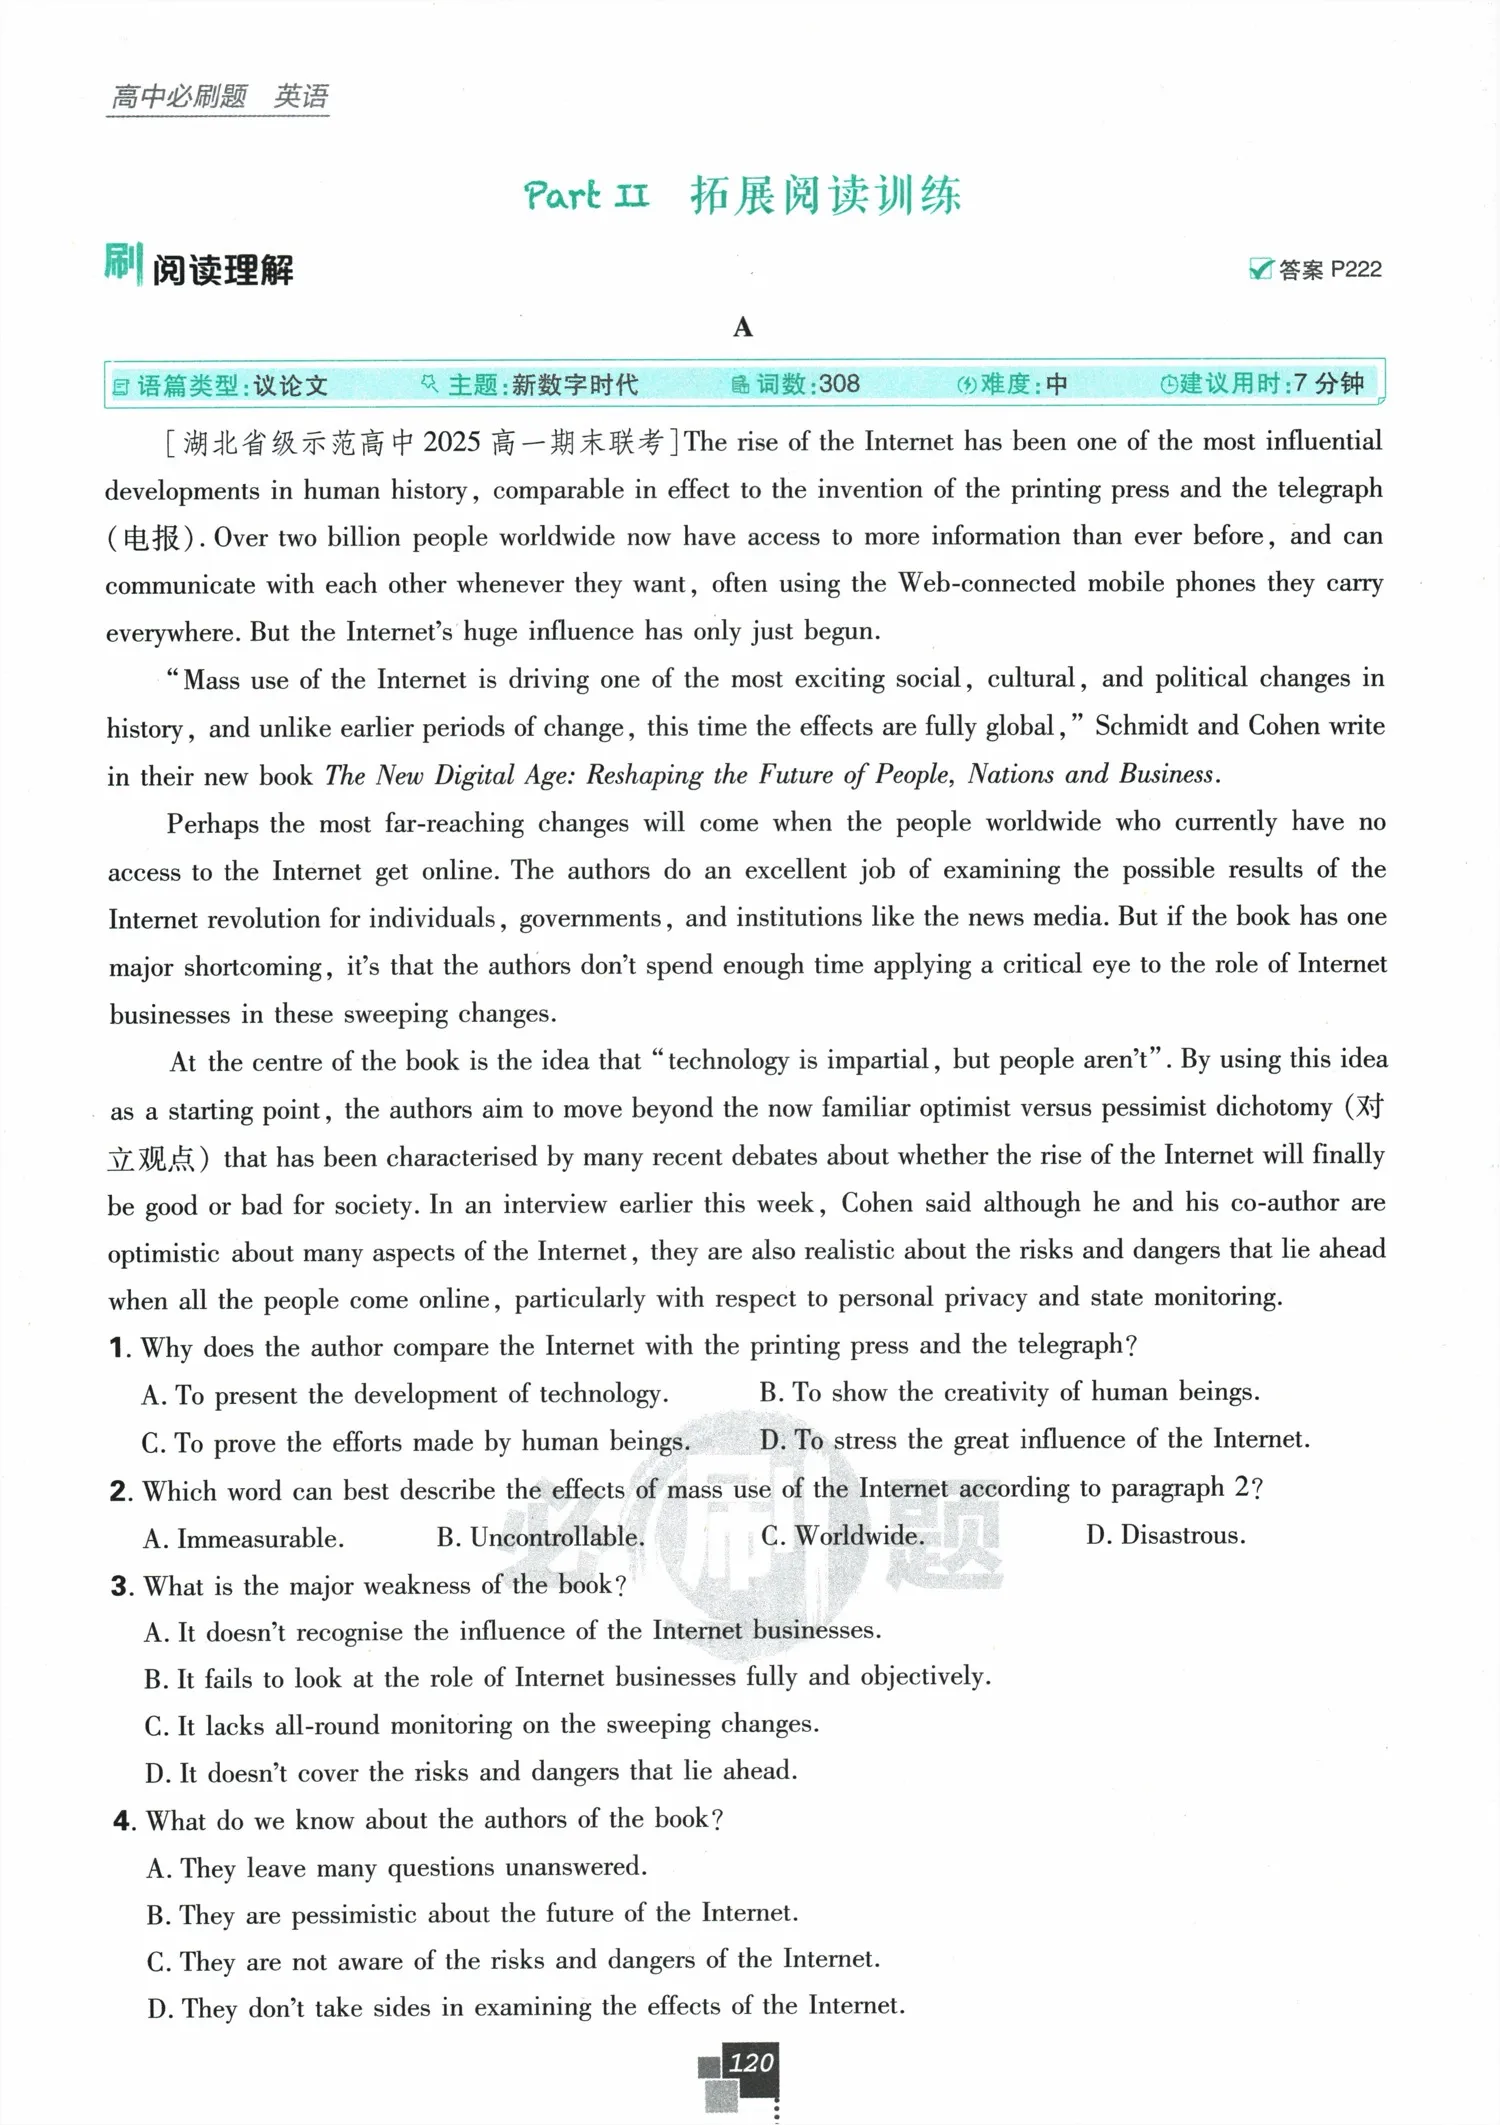 高中必刷题 英语
Part II 拓展阅读训练
刷 阅读理解
答案 P222
A
语篇类型:议论文 主题:新数字时代 词数:308 难度:中 建议用时:7 分钟
[湖北省级示范高中 2025 高一期末联考]The rise of the Internet has been one of the most influential
developments in human history, comparable in effect to the invention of the printing press and the telegraph
(电报). Over two billion people worldwide now have access to more information than ever before, and can
communicate with each other whenever they want, often using the Web-connected mobile phones they carry
everywhere. But the Internet's huge influence has only just begun.
“Mass use of the Internet is driving one of the most exciting social, cultural, and political changes in
history, and unlike earlier periods of change, this time the effects are fully global,” Schmidt and Cohen write
in their new book The New Digital Age: Reshaping the Future of People, Nations and Business.
Perhaps the most far-reaching changes will come when the people worldwide who currently have no
access to the Internet get online. The authors do an excellent job of examining the possible results of the
Internet revolution for individuals, governments, and institutions like the news media. But if the book has one
major shortcoming, it's that the authors don't spend enough time applying a critical eye to the role of Internet
businesses in these sweeping changes.
At the centre of the book is the idea that “technology is impartial, but people aren't”. By using this idea
as a starting point, the authors aim to move beyond the now familiar optimist versus pessimist dichotomy (对
立观点) that has been characterised by many recent debates about whether the rise of the Internet will finally
be good or bad for society. In an interview earlier this week, Cohen said although he and his co-author are
optimistic about many aspects of the Internet, they are also realistic about the risks and dangers that lie ahead
when all the people come online, particularly with respect to personal privacy and state monitoring.
1. Why does the author compare the Internet with the printing press and the telegraph?
A. To present the development of technology. B. To show the creativity of human beings.
C. To prove the efforts made by human beings. D. To stress the great influence of the Internet.
2. Which word can best describe the effects of mass use of the Internet according to paragraph 2?
A. Immeasurable. B. Uncontrollable. C. Worldwide. D. Disastrous.
3. What is the major weakness of the book?
A. It doesn't recognise the influence of the Internet businesses.
B. It fails to look at the role of Internet businesses fully and objectively.
C. It lacks all-round monitoring on the sweeping changes.
D. It doesn't cover the risks and dangers that lie ahead.
4. What do we know about the authors of the book?
A. They leave many questions unanswered.
B. They are pessimistic about the future of the Internet.
C. They are not aware of the risks and dangers of the Internet.
D. They don't take sides in examining the effects of the Internet.
必刷题
120